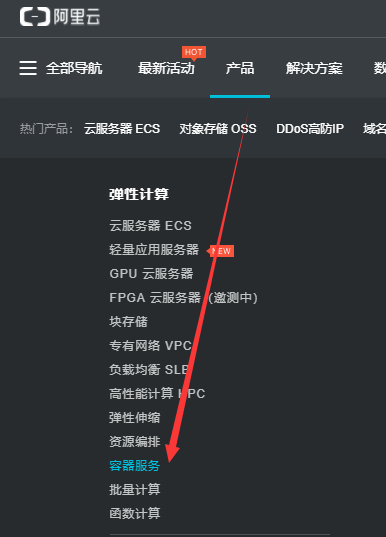 阿里云
全部导航 最新活动 HOT 产品 解决方案 数
热门产品： 云服务器 ECS 对象存储 OSS DDoS高防IP 域名
弹性计算
云服务器 ECS
轻量应用服务器 NEW
GPU 云服务器
FPGA 云服务器（邀测中）
块存储
专有网络 VPC
负载均衡 SLB
高性能计算 HPC
弹性伸缩
资源编排
容器服务
批量计算
函数计算